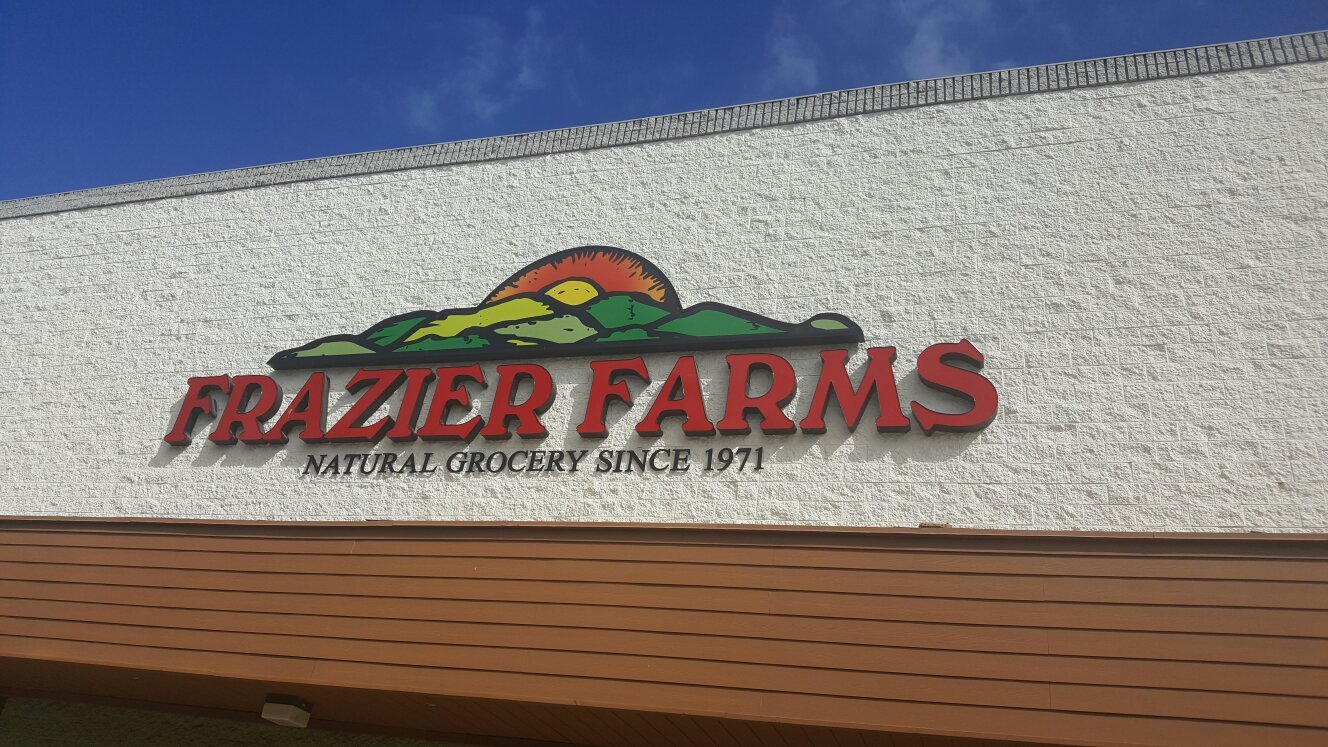 FRAZIER FARMS
NATURAL GROCERY SINCE 1971